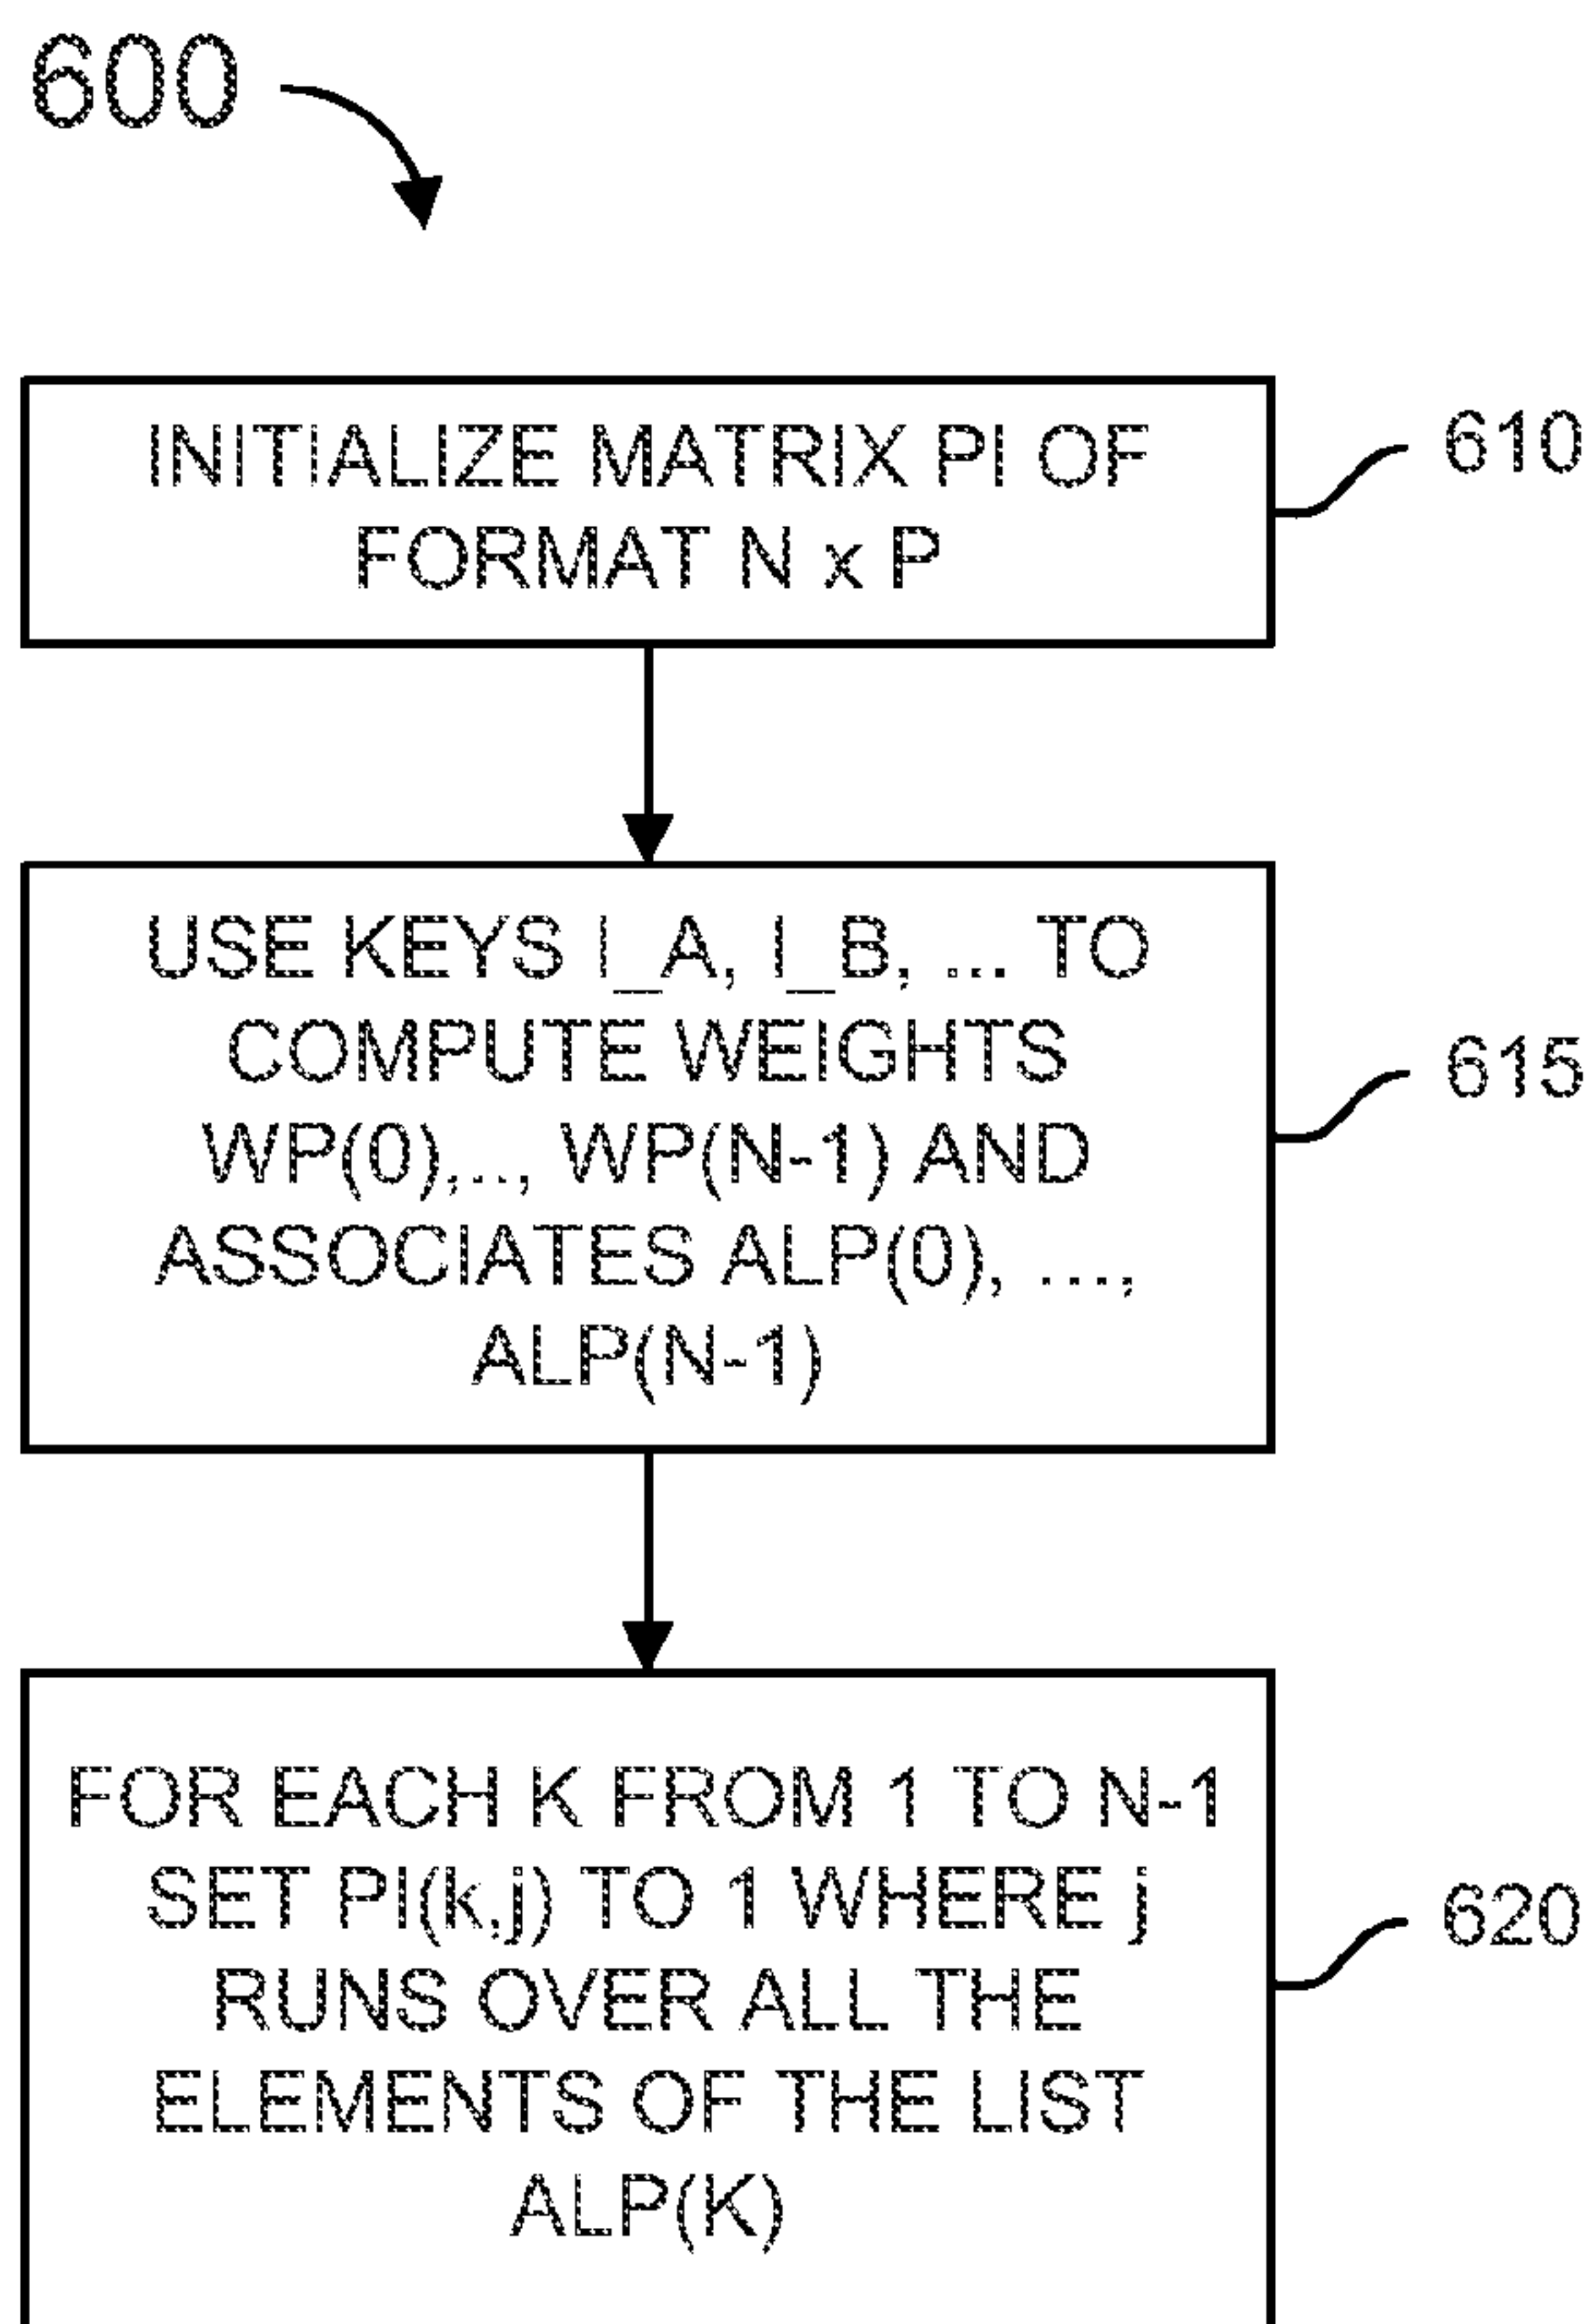 600
INITIALIZE MATRIX PI OF
FORMAT N x P
610
USE KEYS I_A, I_B, ... TO
COMPUTE WEIGHTS
WP(0),.., WP(N-1) AND
ASSOCIATES ALP(0), ...,
ALP(N-1)
615
FOR EACH K FROM 1 TO N-1
SET PI(k,j) TO 1 WHERE j
RUNS OVER ALL THE
ELEMENTS OF THE LIST
ALP(K)
620